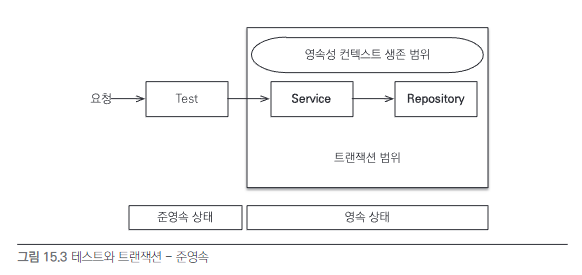 영속성 컨텍스트 생존 범위
요청
Test
Service
Repository
트랜잭션 범위
준영속 상태
영속 상태
그림 15.3 테스트와 트랜잭션 - 준영속